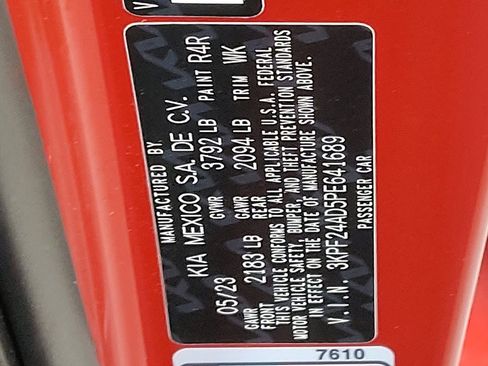 V
MANUFACTURED BY
KIA MEXICO S.A. DE C.V.
05/23 GVWR 3792 LB PAINT R4R
GAWR FRONT 2183 LB GAWR REAR 2094 LB TRIM WK
THIS VEHICLE CONFORMS TO ALL APPLICABLE U.S.A. FEDERAL
MOTOR VEHICLE SAFETY, BUMPER, AND THEFT PREVENTION STANDARDS
IN EFFECT ON THE DATE OF MANUFACTURE SHOWN ABOVE.
V.I.N. 3KPF24AD5PE641689
PASSENGER CAR
7610